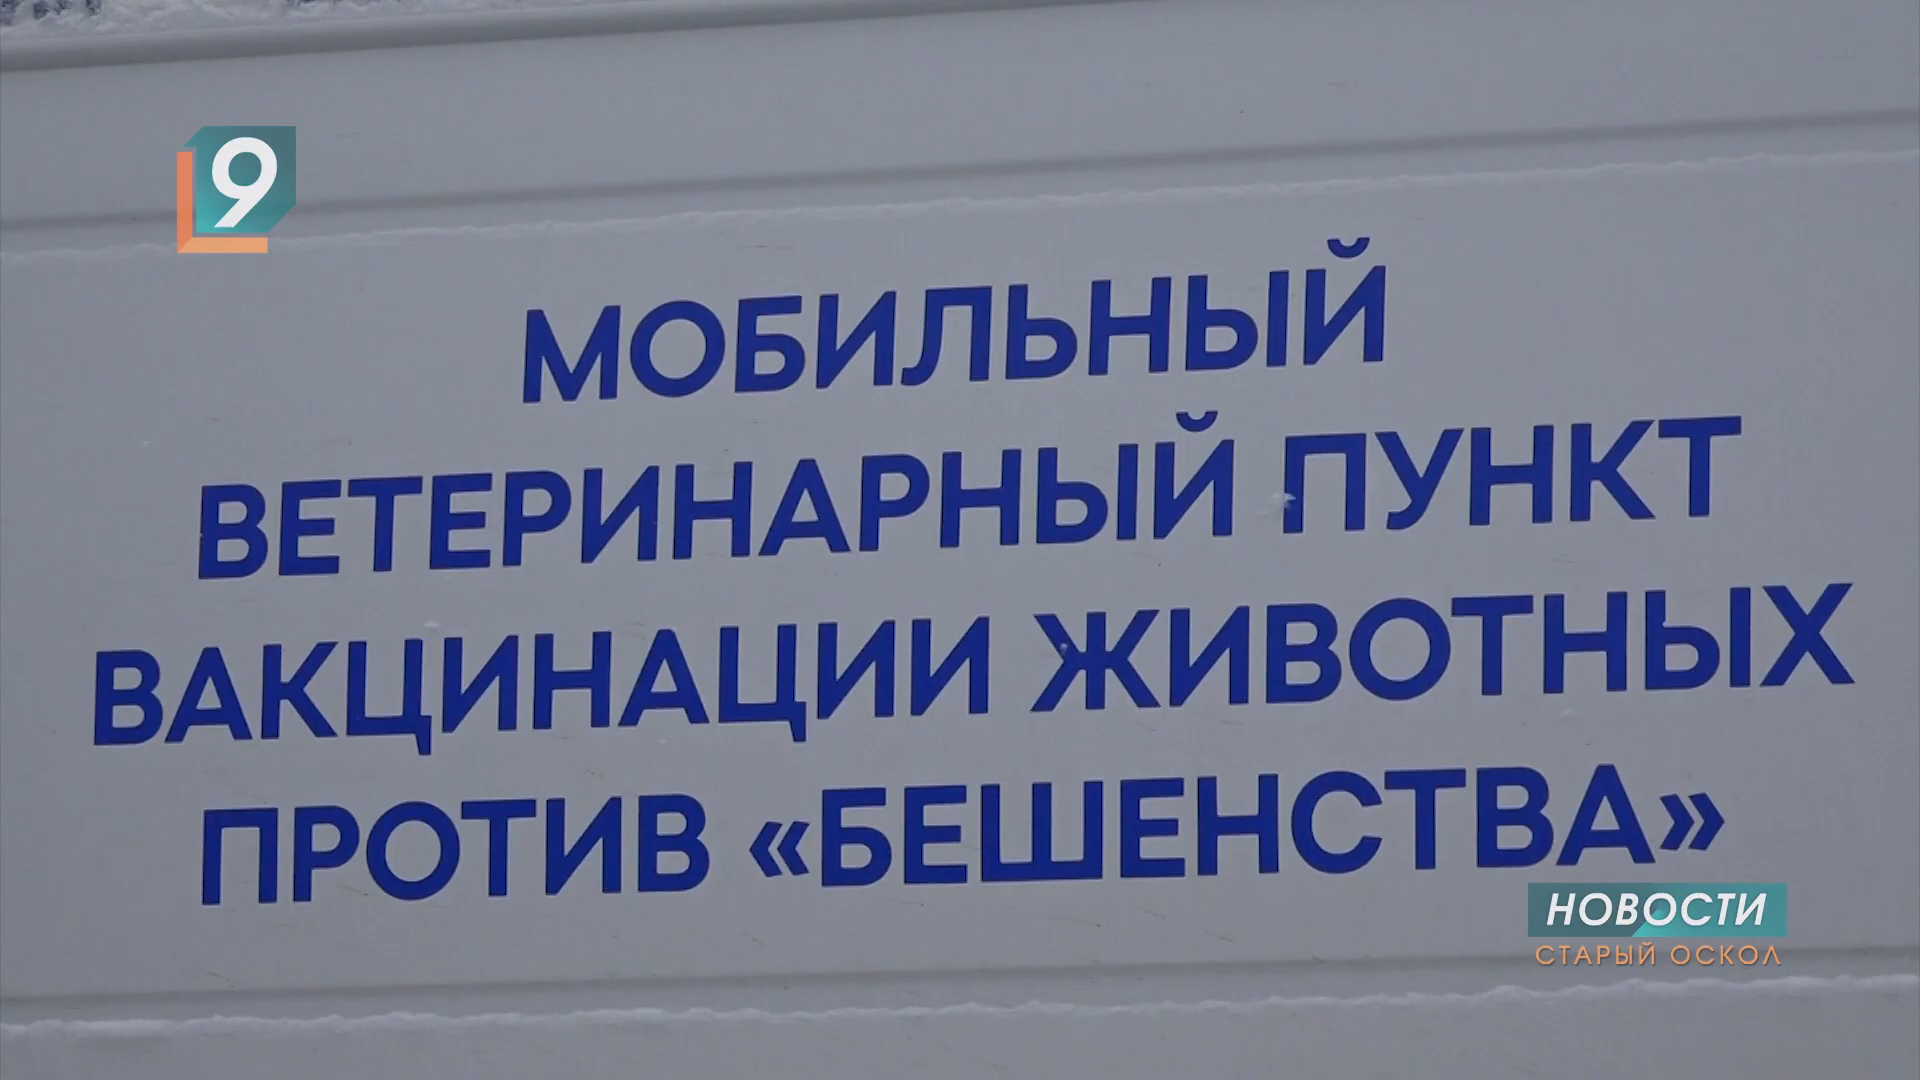 9
МОБИЛЬНЫЙ
ВЕТЕРИНАРНЫЙ ПУНКТ
ВАКЦИНАЦИИ ЖИВОТНЫХ
ПРОТИВ «БЕШЕНСТВА»
НОВОСТИ
СТАРЫЙ ОСКОЛ